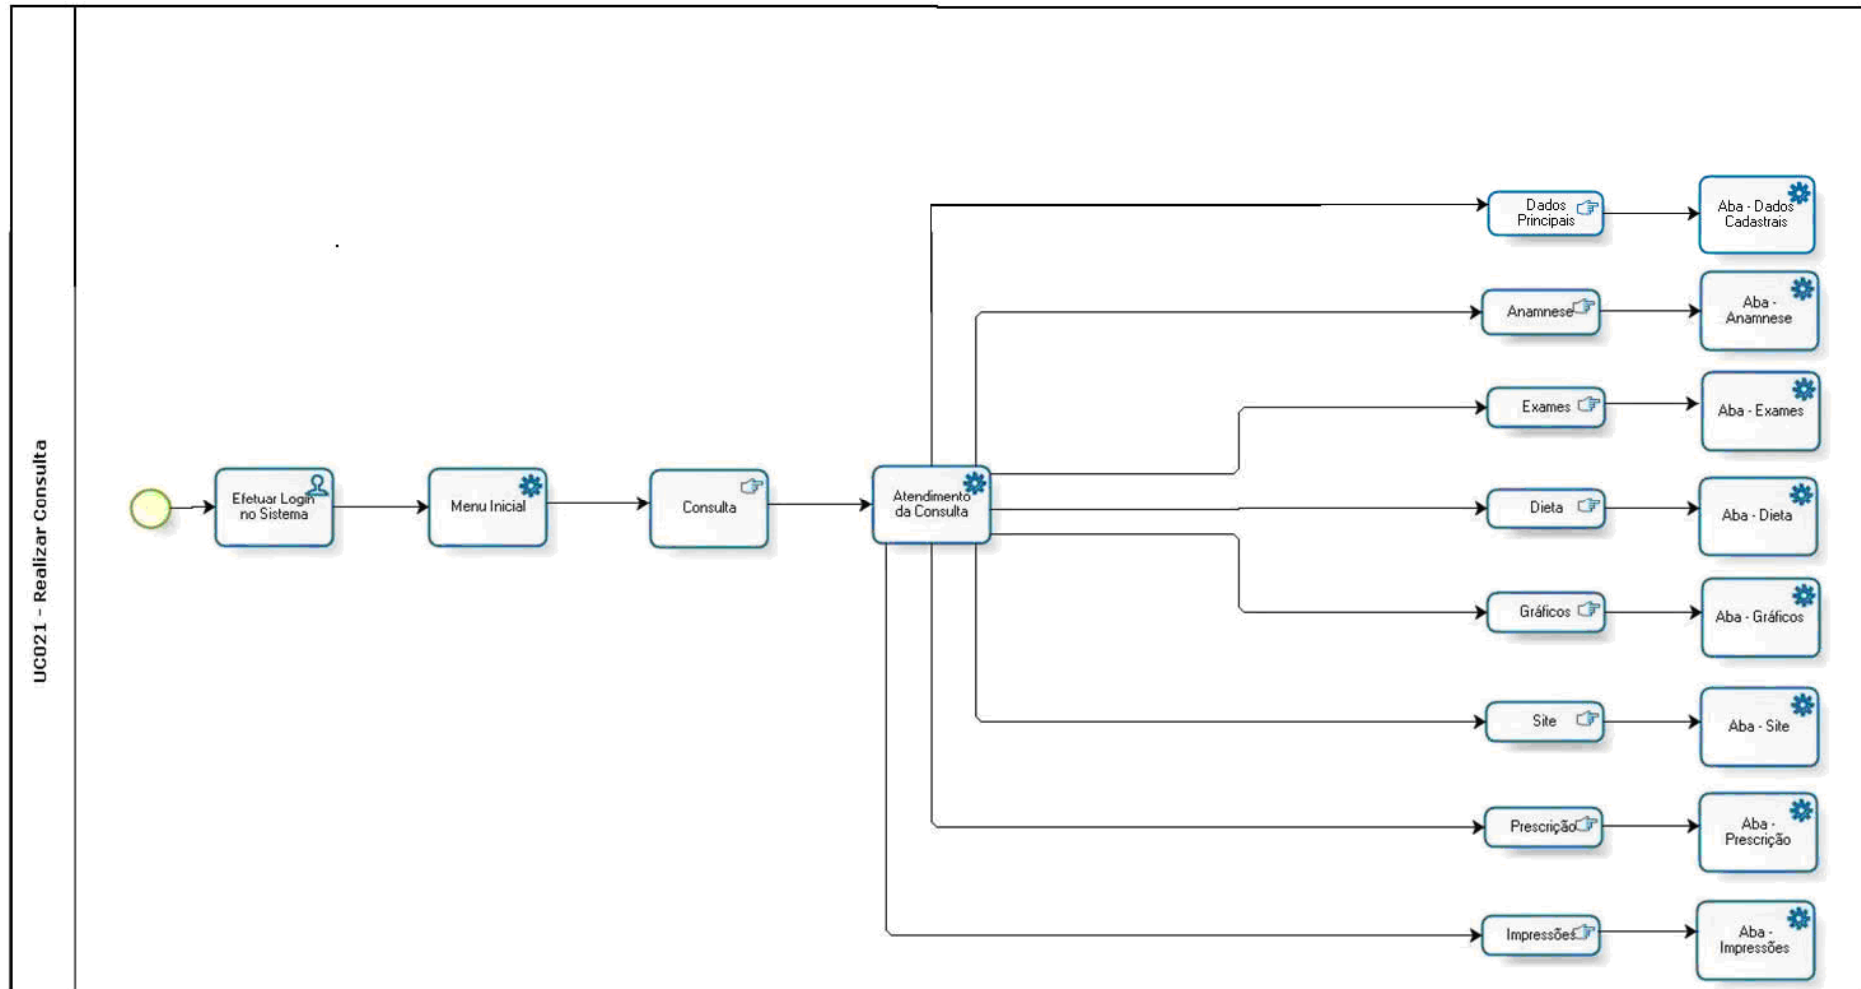 UC021 - Realizar Consulta
Efetuar Login
no Sistema
Menu Inicial
Consulta
Atendimento
da Consulta
Dados
Principais
Aba - Dados
Cadastrais
Anamnese
Aba -
Anamnese
Exames
Aba - Exames
Dieta
Aba - Dieta
Gráficos
Aba - Gráficos
Site
Aba - Site
Prescrição
Aba -
Prescrição
Impressões
Aba -
Impressões